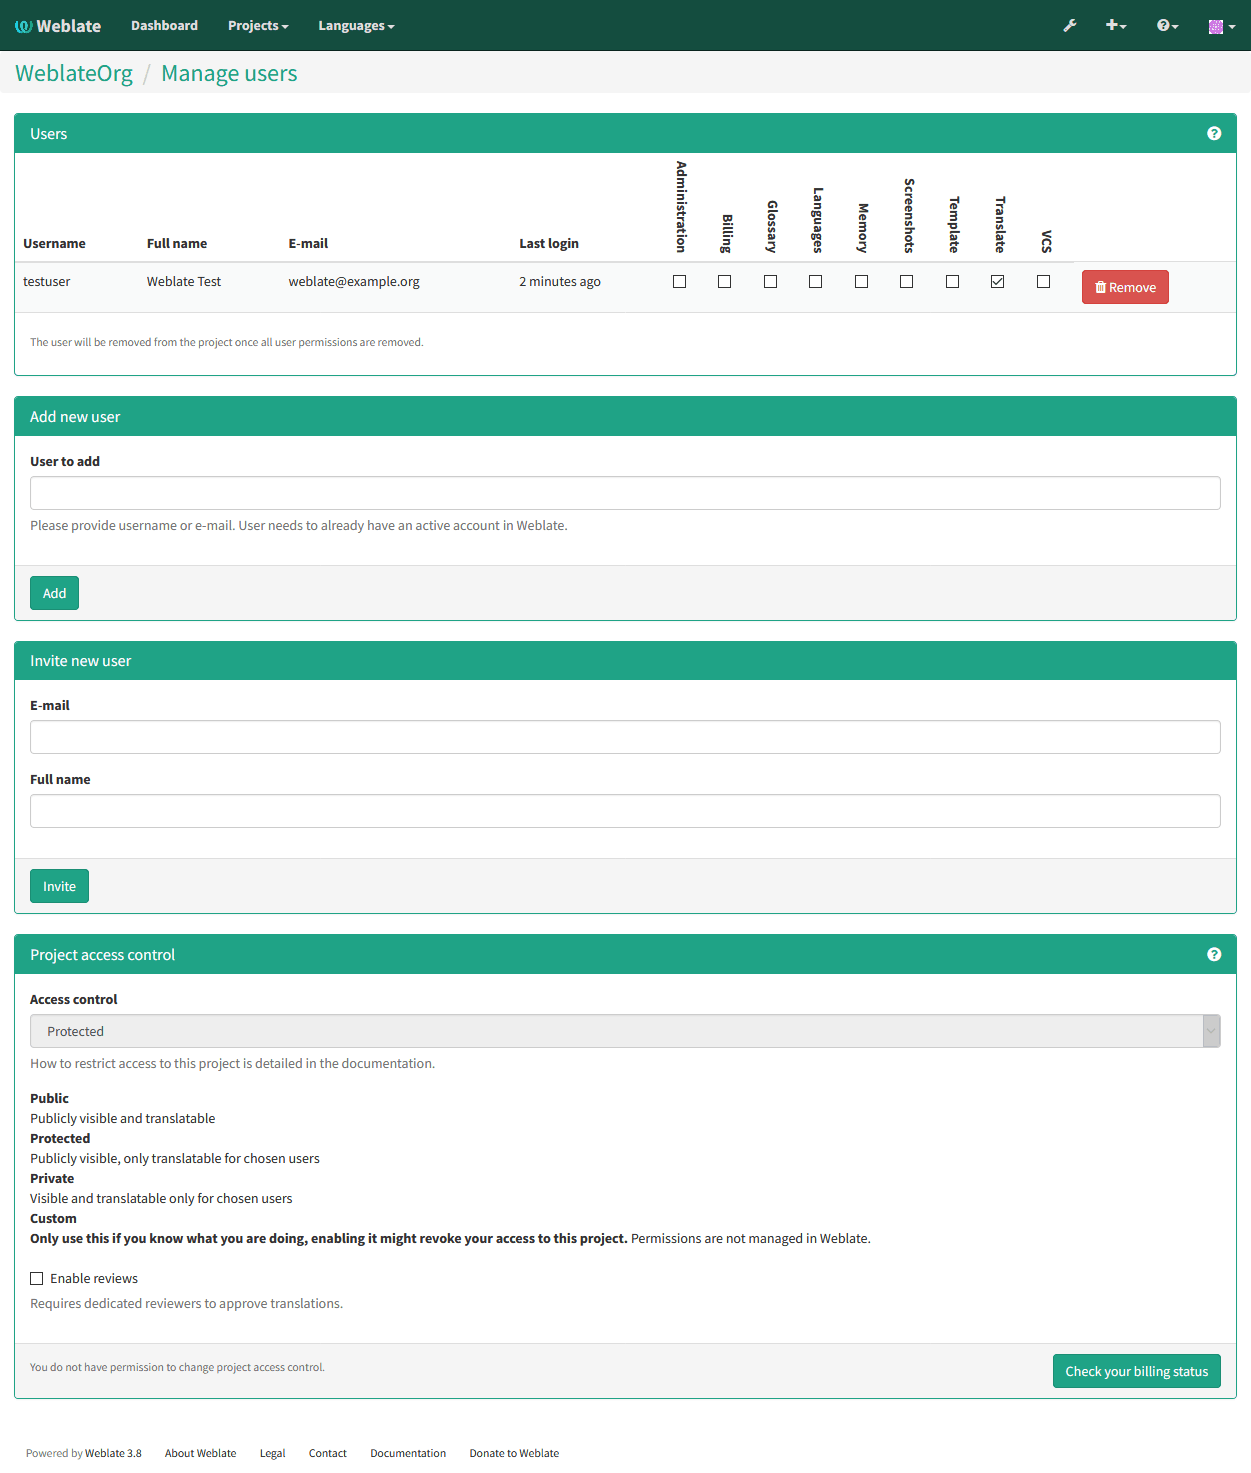 Weblate Dashboard Projects Languages
WeblateOrg / Manage users
Users
Username Full name E-mail Last login Administration Billing Glossary Languages Memory Screenshots Template Translate VCS
testuser Weblate Test weblate@example.org 2 minutes ago Remove
The user will be removed from the project once all user permissions are removed.
Add new user
User to add
Please provide username or e-mail. User needs to already have an active account in Weblate.
Add
Invite new user
E-mail
Full name
Invite
Project access control
Access control
Protected
How to restrict access to this project is detailed in the documentation.
Public
Publicly visible and translatable
Protected
Publicly visible, only translatable for chosen users
Private
Visible and translatable only for chosen users
Custom
Only use this if you know what you are doing, enabling it might revoke your access to this project. Permissions are not managed in Weblate.
Enable reviews
Requires dedicated reviewers to approve translations.
You do not have permission to change project access control. Check your billing status
Powered by Weblate 3.8 About Weblate Legal Contact Documentation Donate to Weblate